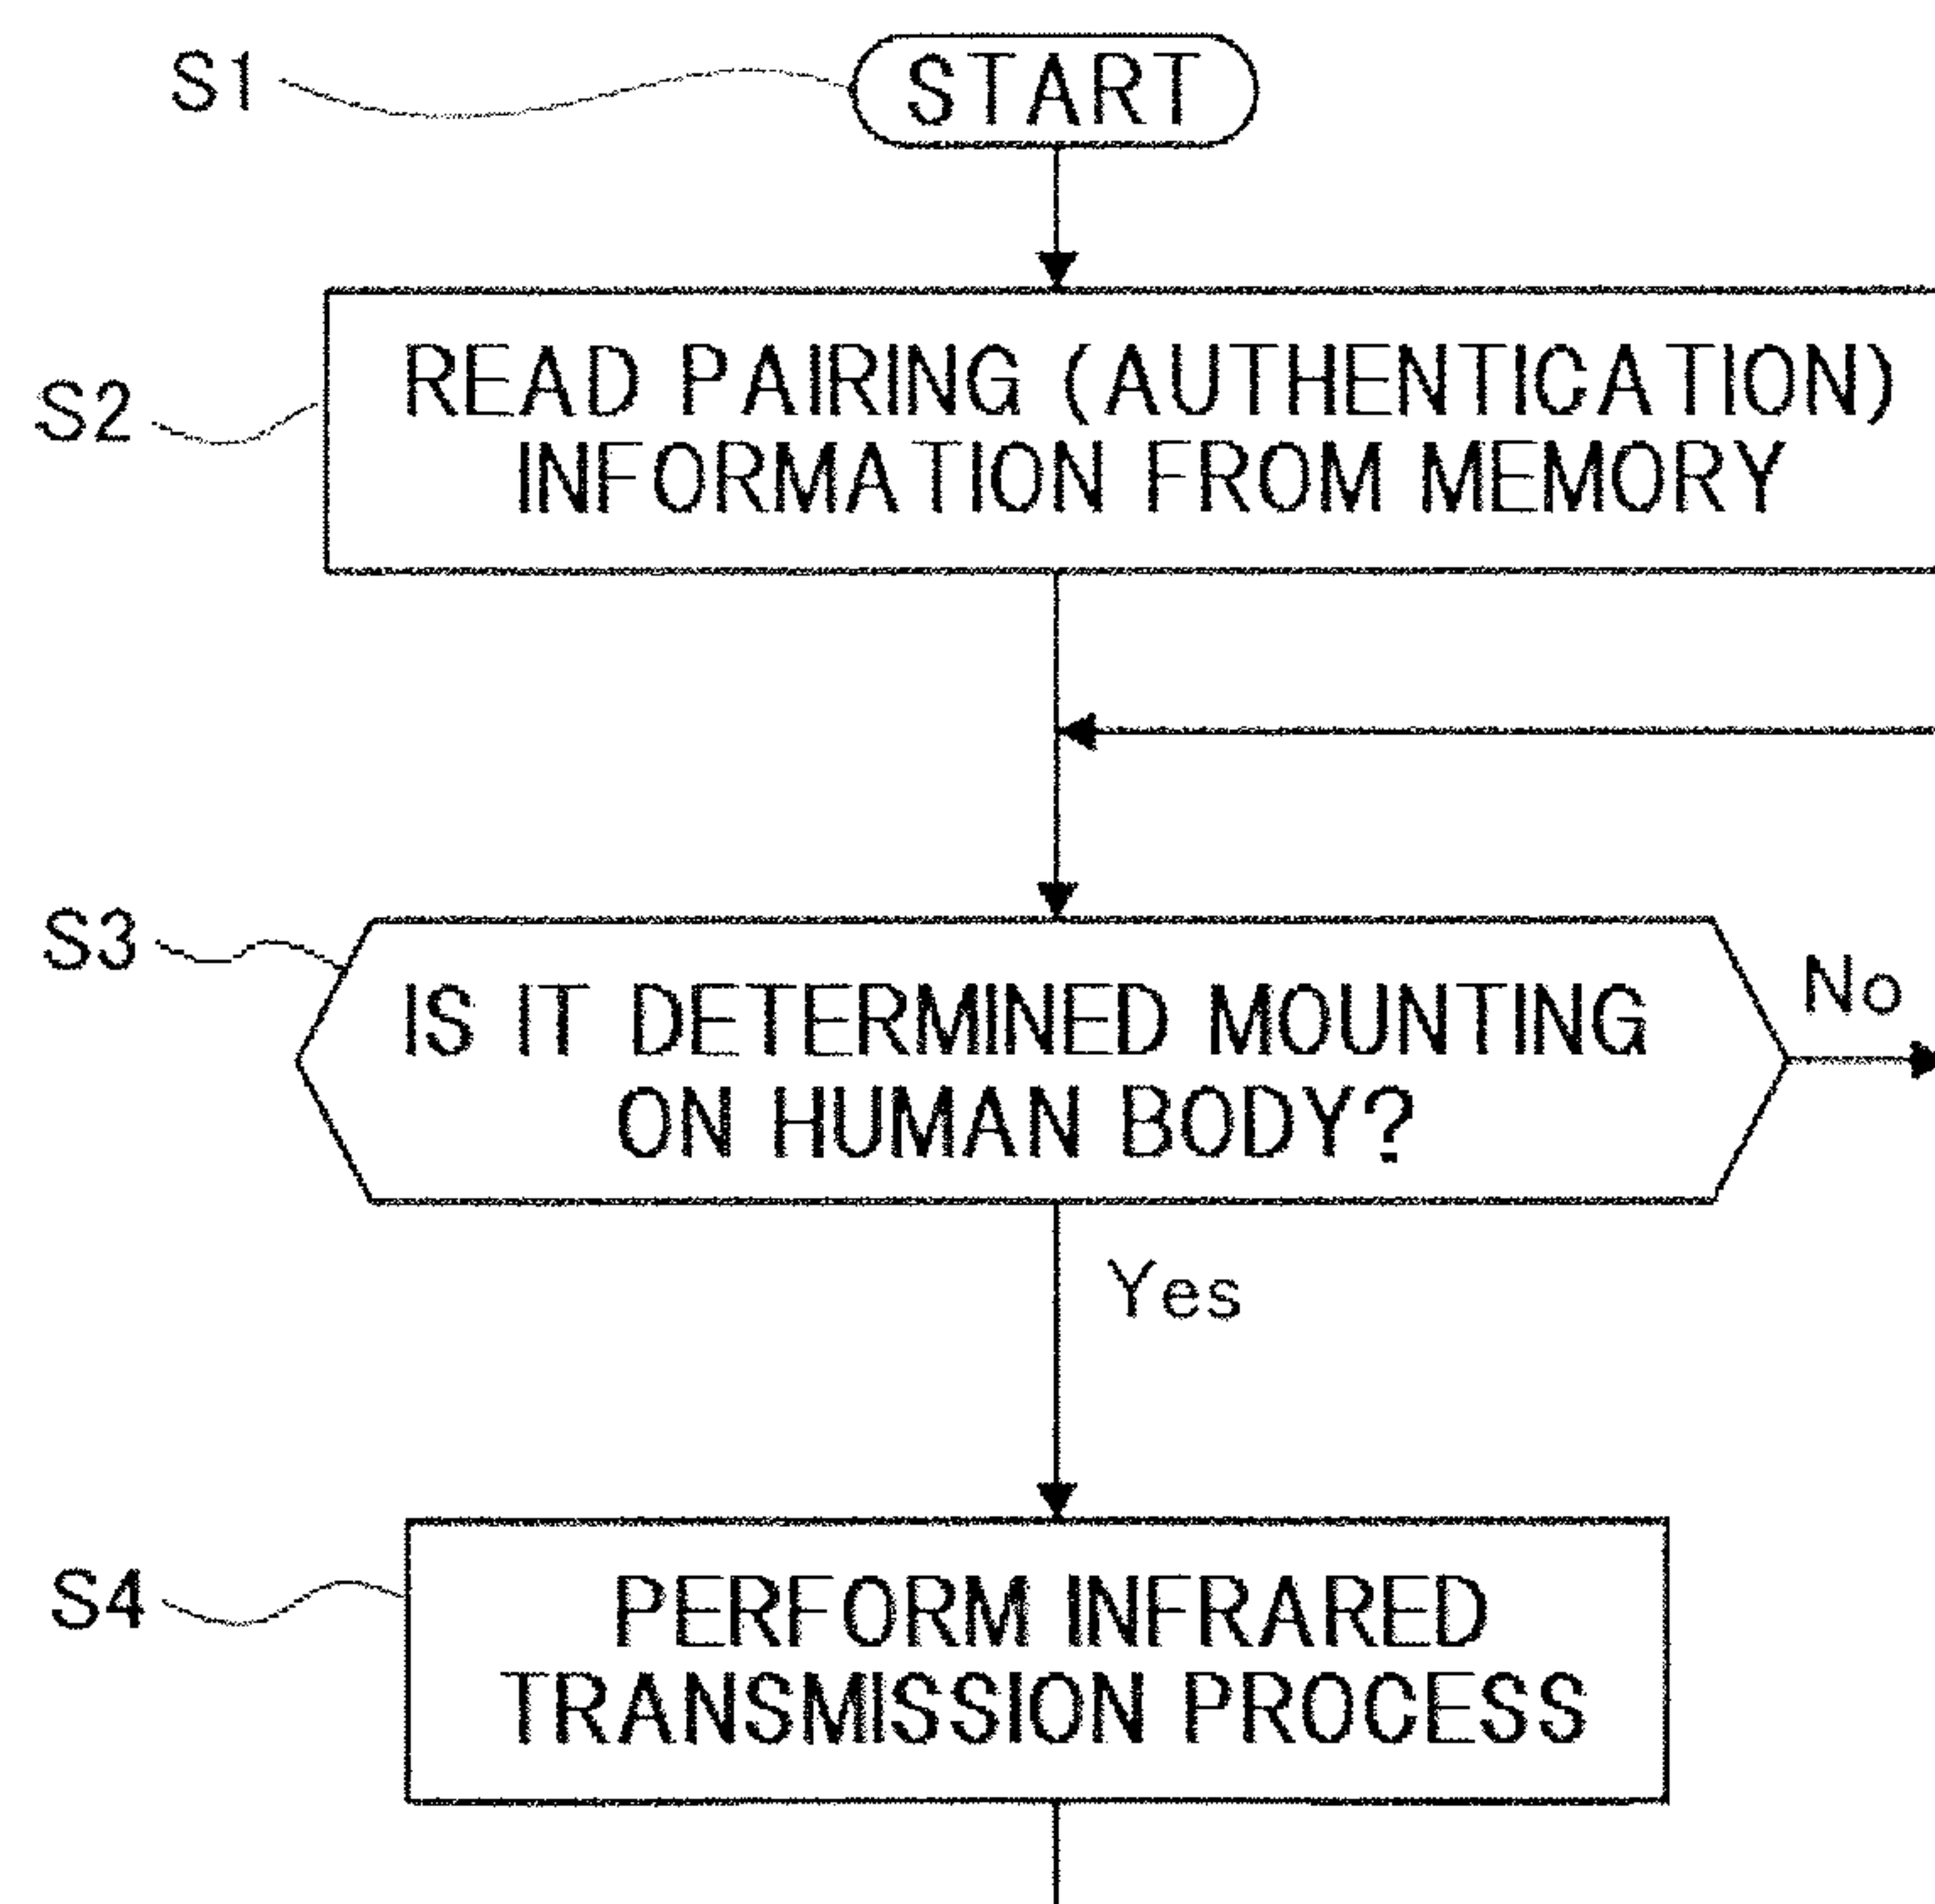 S1
START
S2
READ PAIRING (AUTHENTICATION)
INFORMATION FROM MEMORY
S3
IS IT DETERMINED MOUNTING
ON HUMAN BODY?
No
Yes
S4
PERFORM INFRARED
TRANSMISSION PROCESS